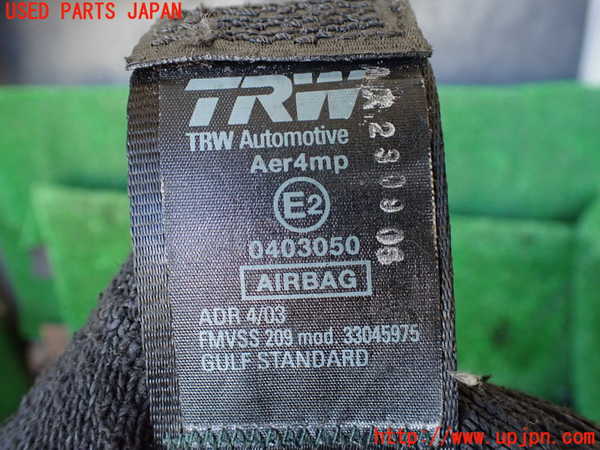 USED PARTS JAPAN
TRW
TRW Automotive
Aer4mp
E2
0403050
AIRBAG
ADR 4/03
FMVSS 209 mod. 33045975
GULF STANDARD
http://www.upjpn.com